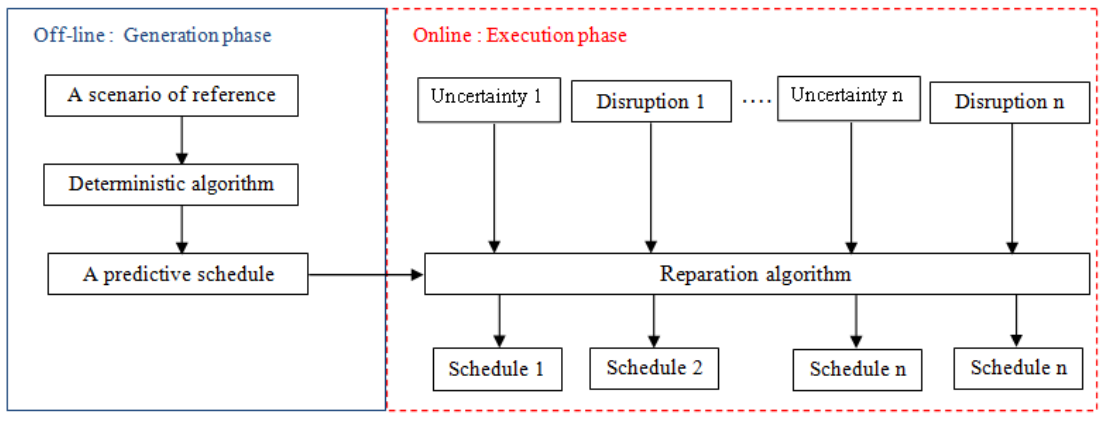 Off-line : Generation phase
A scenario of reference
Deterministic algorithm
A predictive schedule
Online : Execution phase
Uncertainty 1
Disruption 1
....
Uncertainty n
Disruption n
Reparation algorithm
Schedule 1
Schedule 2
Schedule n
Schedule n